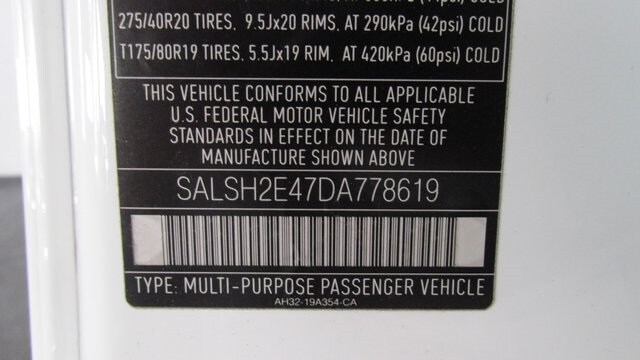 275/40R20 TIRES, 9.5Jx20 RIMS, AT 290kPa (42psi) COLD
T175/80R19 TIRES, 5.5Jx19 RIM, AT 420kPa (60psi) COLD
THIS VEHICLE CONFORMS TO ALL APPLICABLE
U.S. FEDERAL MOTOR VEHICLE SAFETY
STANDARDS IN EFFECT ON THE DATE OF
MANUFACTURE SHOWN ABOVE
SALSH2E47DA778619
TYPE: MULTI-PURPOSE PASSENGER VEHICLE
AH32-19A354-CA